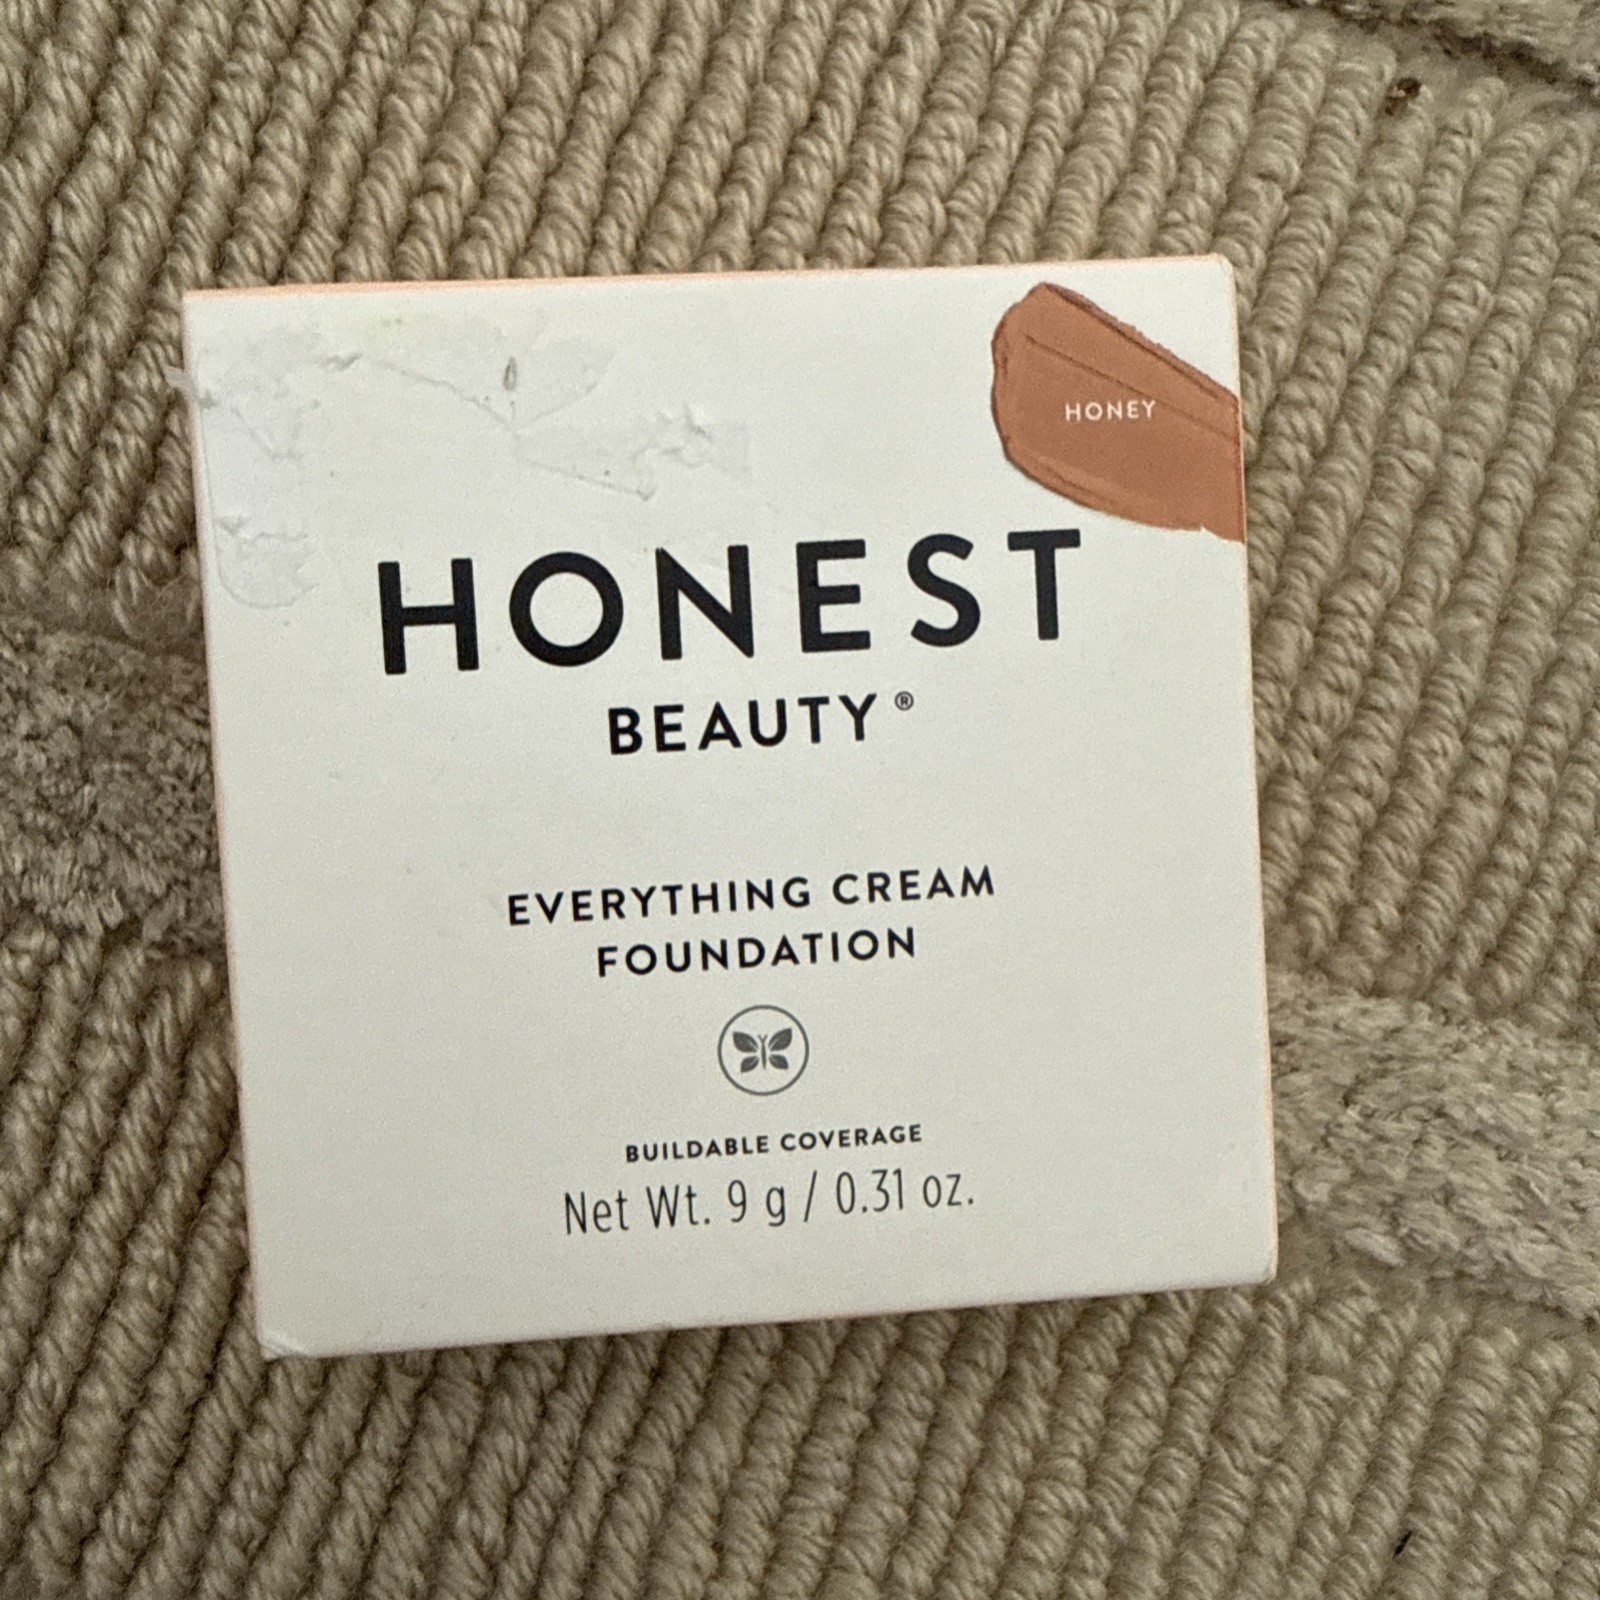 HONEY
HONEST
BEAUTY®
EVERYTHING CREAM
FOUNDATION
BUILDABLE COVERAGE
Net Wt. 9 g / 0.31 oz.